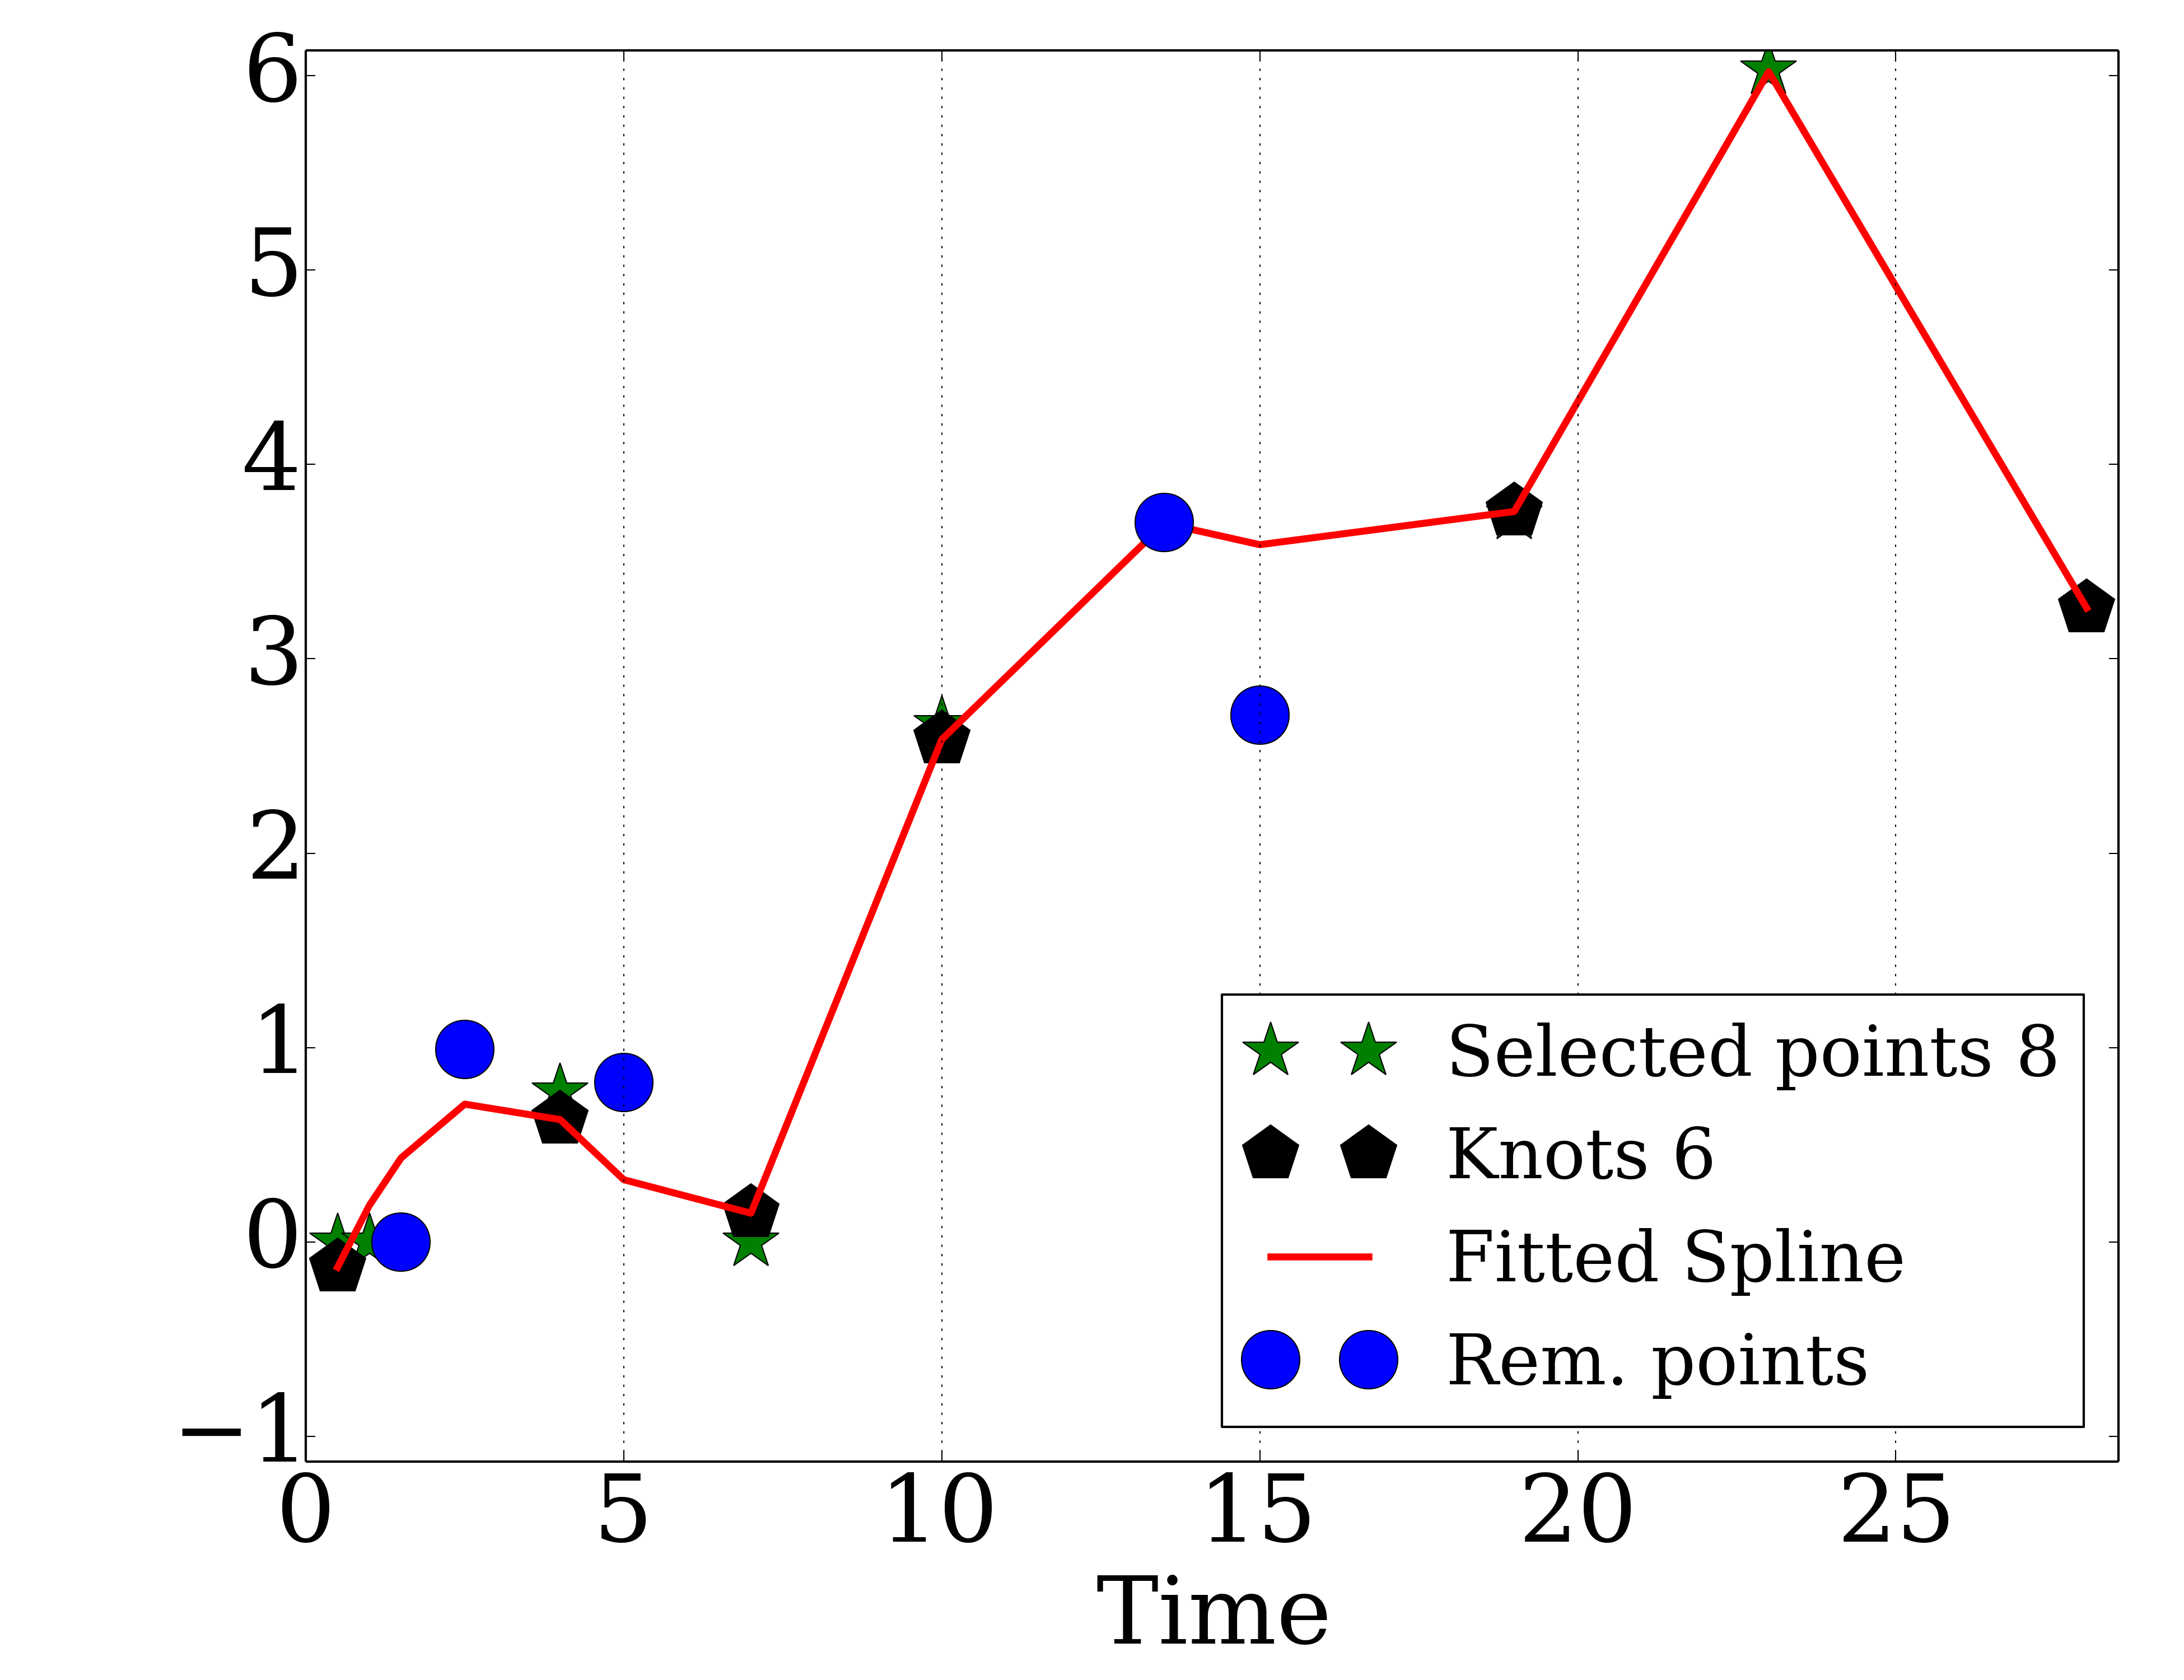 6
5
4
3
2
1
0
−1
Selected points 8
Knots 6
Fitted Spline
Rem. points
0 5 10 15 20 25
Time